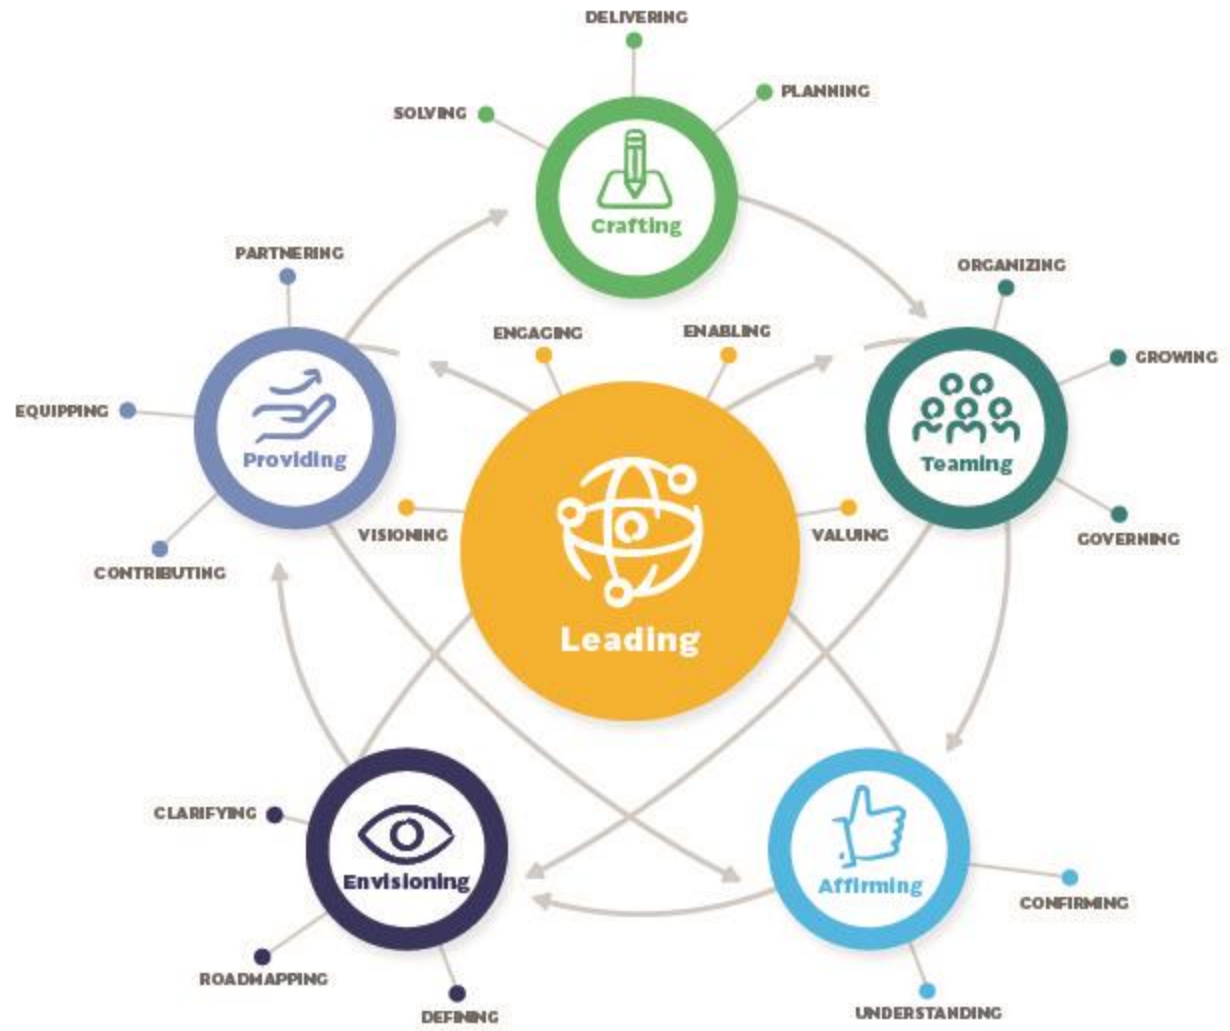 DELIVERING
PLANNING
SOLVING
Crafting
PARTNERING
ORGANIZING
ENGAGING
ENABLING
GROWING
EQUIPPING
Providing
Teaming
VISIONING
VALUING
GOVERNING
CONTRIBUTING
Leading
CLARIFYING
Envisioning
Affirming
CONFIRMING
ROADMAPPING
DEFINING
UNDERSTANDING